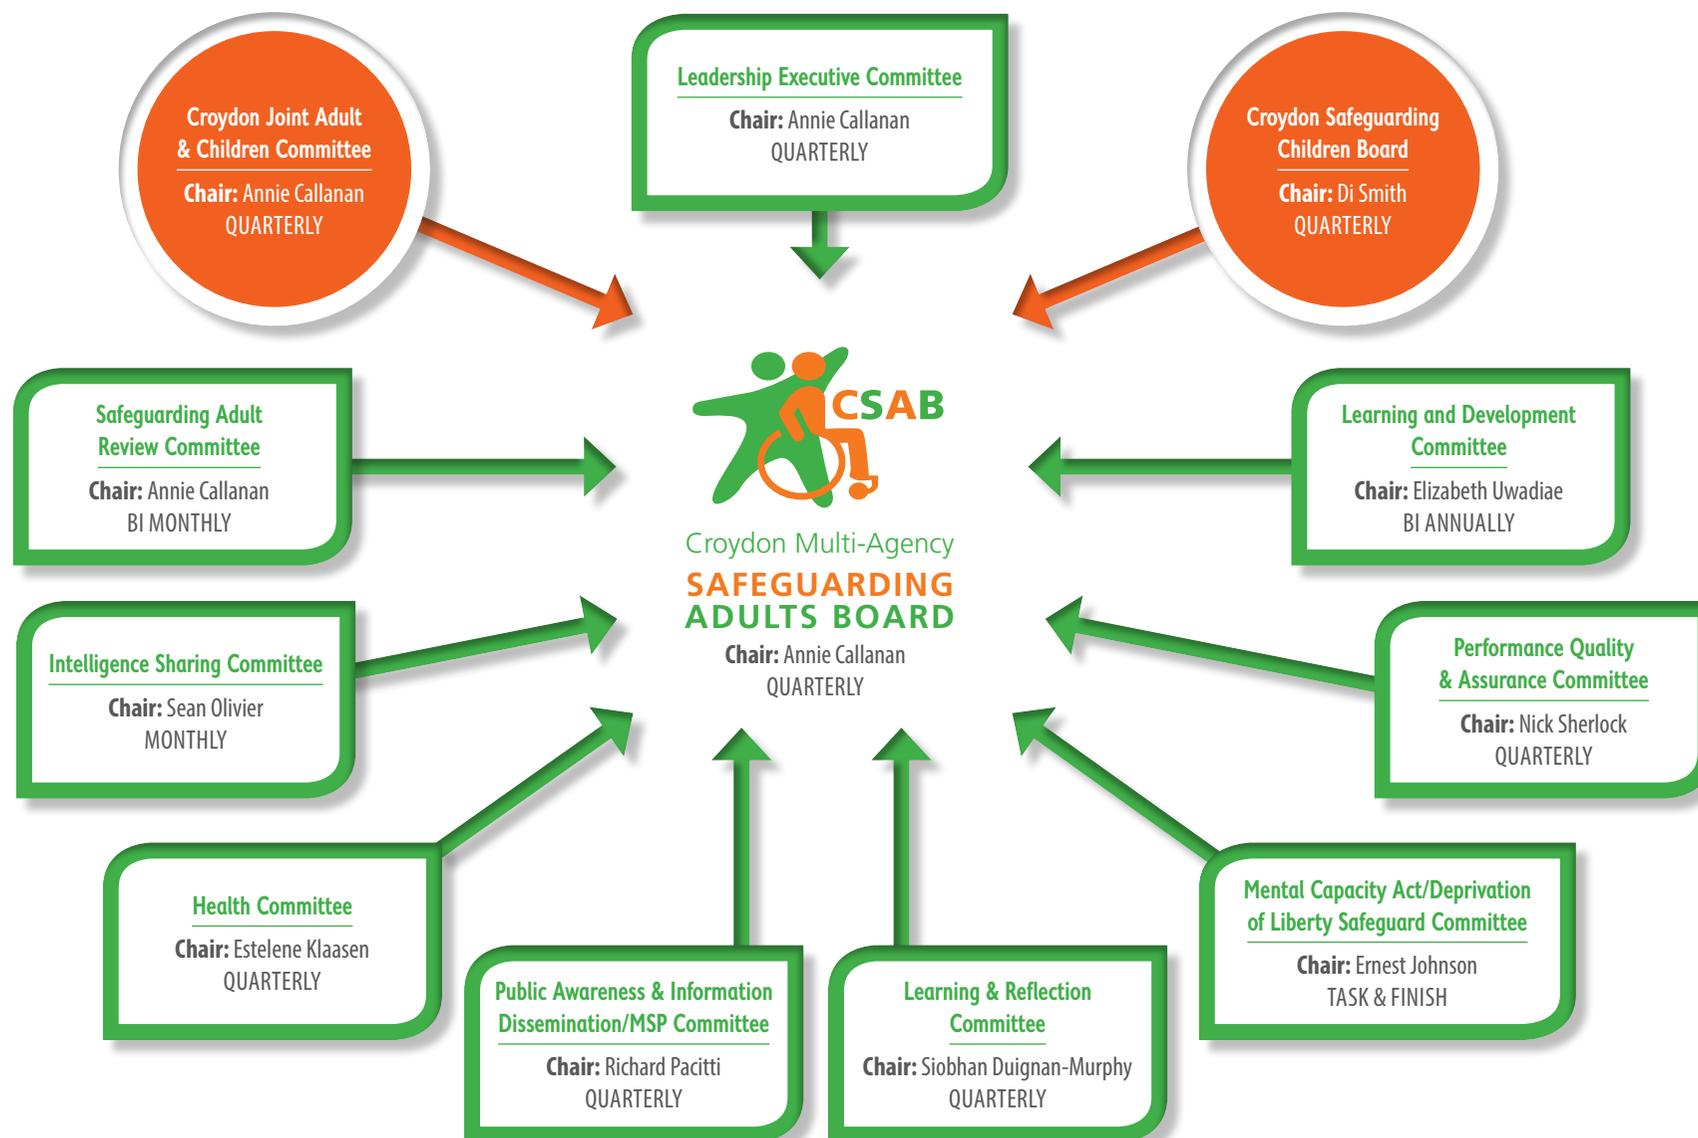 Croydon Joint Adult
& Children Committee
Chair: Annie Callanan
QUARTERLY
Leadership Executive Committee
Chair: Annie Callanan
QUARTERLY
Croydon Safeguarding
Children Board
Chair: Di Smith
QUARTERLY
Safeguarding Adult
Review Committee
Chair: Annie Callanan
BI MONTHLY
CSAB
Croydon Multi-Agency
SAFEGUARDING
ADULTS BOARD
Chair: Annie Callanan
QUARTERLY
Learning and Development
Committee
Chair: Elizabeth Uwadiae
BI ANNUALLY
Intelligence Sharing Committee
Chair: Sean Olivier
MONTHLY
Performance Quality
& Assurance Committee
Chair: Nick Sherlock
QUARTERLY
Health Committee
Chair: Estelene Klaasen
QUARTERLY
Public Awareness & Information
Dissemination/MSP Committee
Chair: Richard Pacitti
QUARTERLY
Learning & Reflection
Committee
Chair: Siobhan Duignan-Murphy
QUARTERLY
Mental Capacity Act/Deprivation
of Liberty Safeguard Committee
Chair: Ernest Johnson
TASK & FINISH